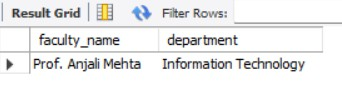 Result Grid Filter Rows:
faculty_name department
Prof. Anjali Mehta Information Technology